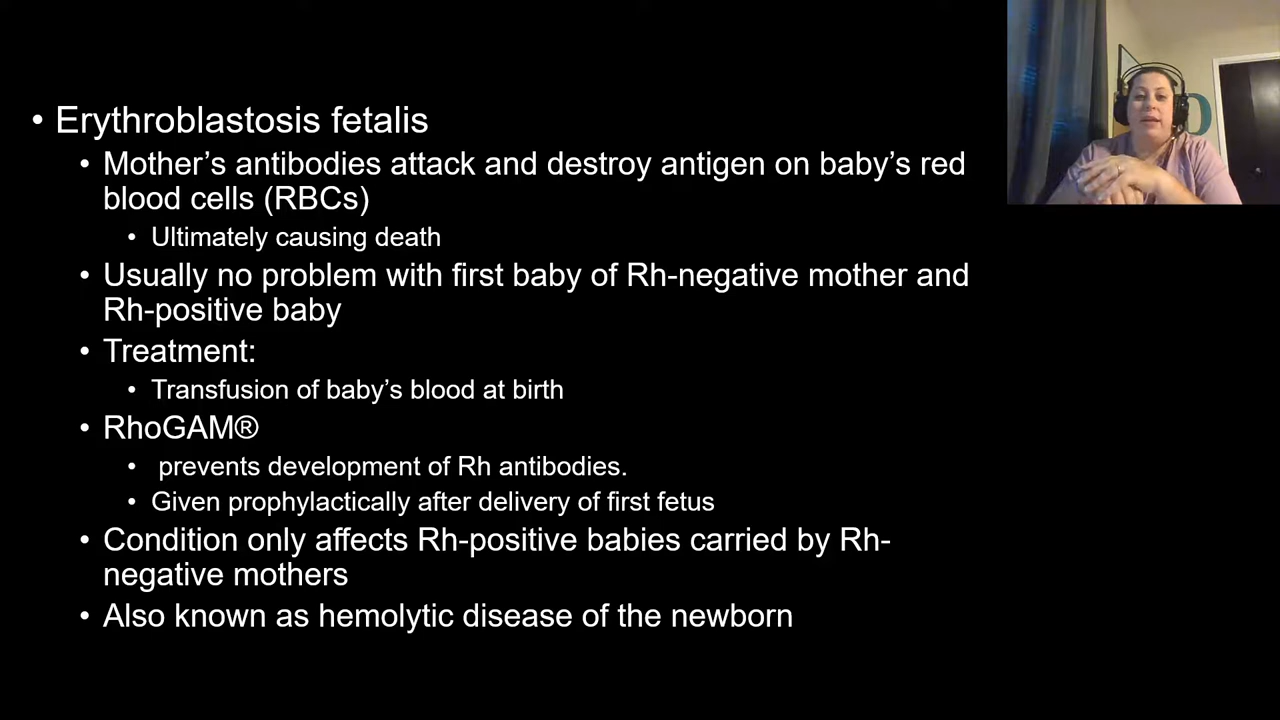 • Erythroblastosis fetalis
• Mother’s antibodies attack and destroy antigen on baby’s red
blood cells (RBCs)
• Ultimately causing death
• Usually no problem with first baby of Rh-negative mother and
Rh-positive baby
• Treatment:
• Transfusion of baby’s blood at birth
• RhoGAM®
• prevents development of Rh antibodies.
• Given prophylactically after delivery of first fetus
• Condition only affects Rh-positive babies carried by Rh-
negative mothers
• Also known as hemolytic disease of the newborn